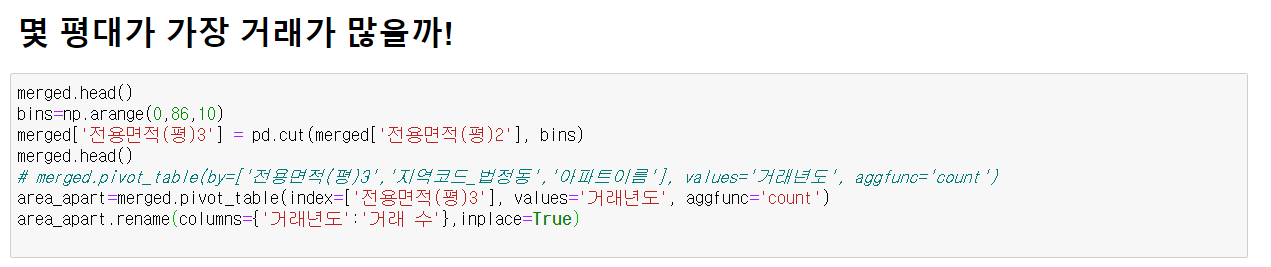 몇 평대가 가장 거래가 많을까!
merged.head()
bins=np.arange(0,86,10)
merged['전용면적(평)3'] = pd.cut(merged['전용면적(평)2'], bins)
merged.head()
# merged.pivot_table(by=['전용면적(평)3','지역코드_법정동','아파트이름'], values='거래년도', aggfunc='count')
area_apart=merged.pivot_table(index=['전용면적(평)3'], values='거래년도', aggfunc='count')
area_apart.rename(columns={'거래년도':'거래 수'},inplace=True)